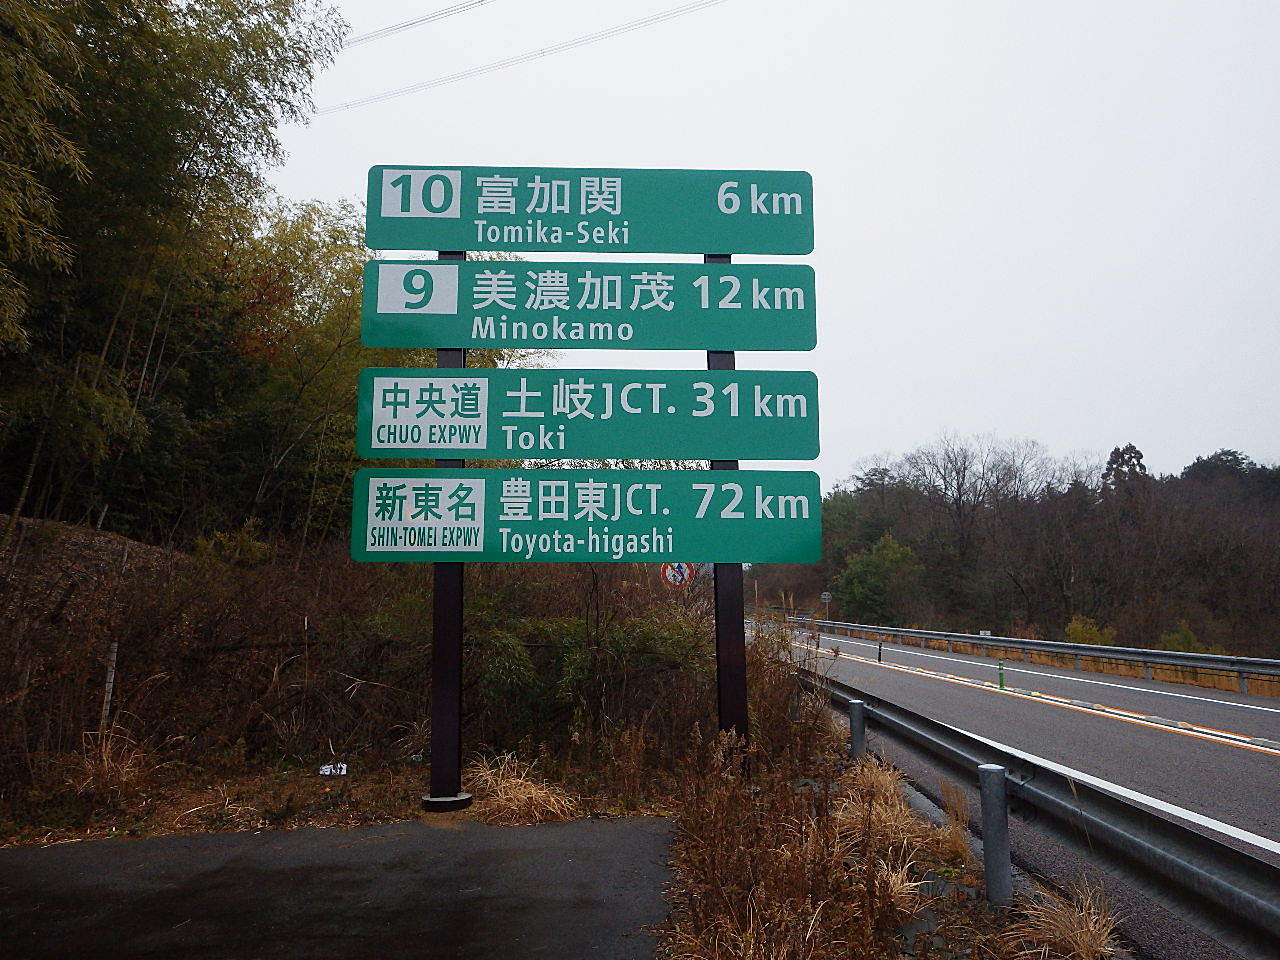 10 富加関 6 km
Tomika-Seki
9 美濃加茂 12 km
Minokamo
中央道 土岐JCT. 31 km
CHUO EXPWY Toki
新東名 豊田東JCT. 72 km
SHIN-TOMEI EXPWY Toyota-higashi